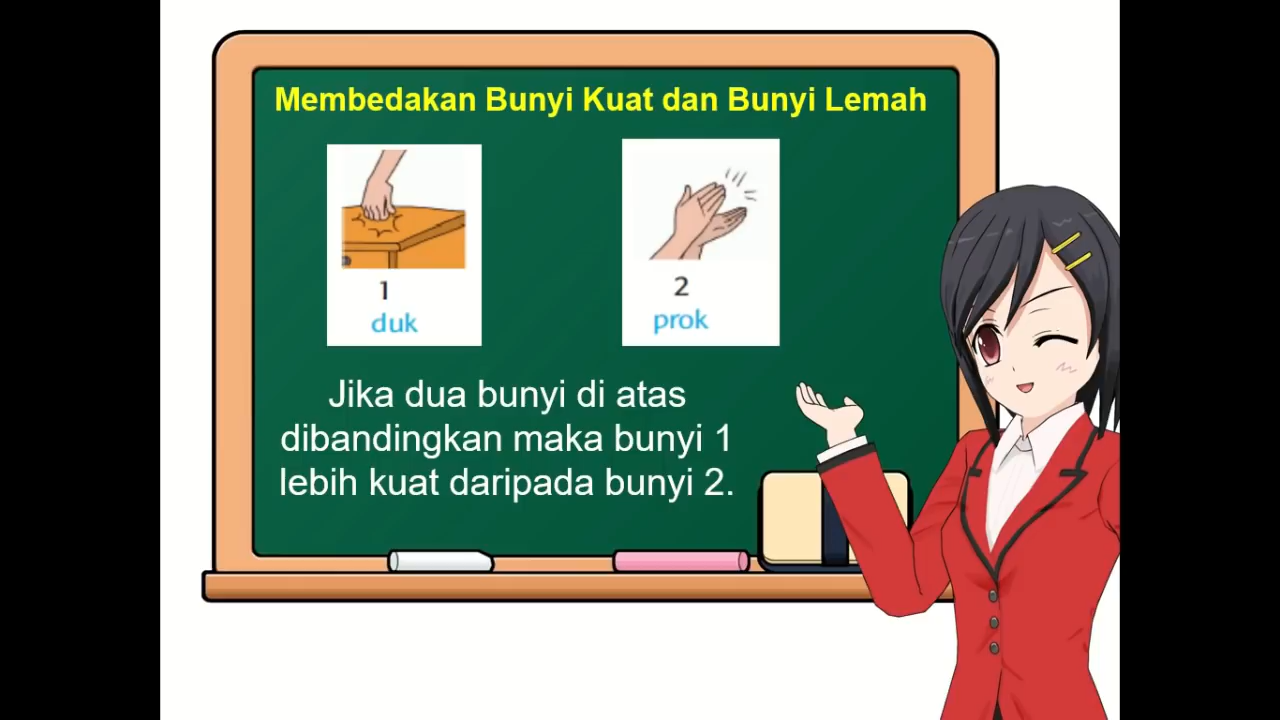 Membedakan Bunyi Kuat dan Bunyi Lemah
1
duk
2
prok
Jika dua bunyi di atas
dibandingkan maka bunyi 1
lebih kuat daripada bunyi 2.